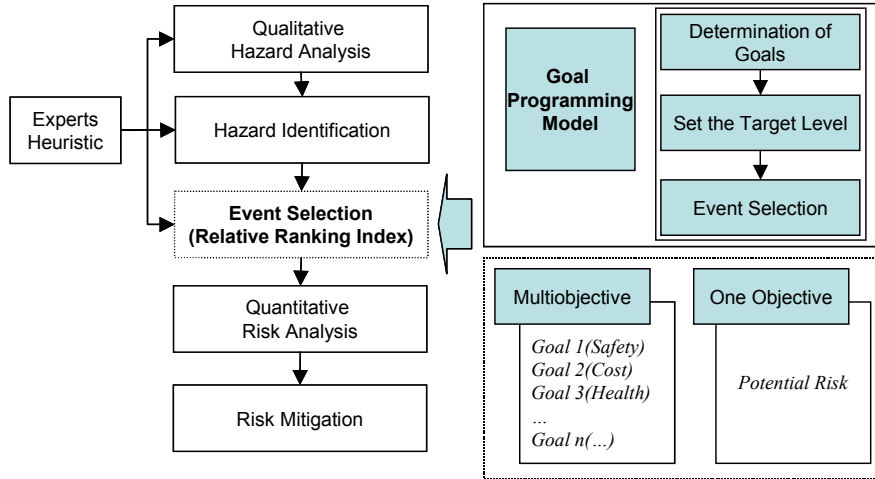 Qualitative
Hazard Analysis
Experts
Heuristic
Hazard Identification
Event Selection
(Relative Ranking Index)
Quantitative
Risk Analysis
Risk Mitigation
Goal
Programming
Model
Determination of
Goals
Set the Target Level
Event Selection
Multiobjective
Goal 1(Safety)
Goal 2(Cost)
Goal 3(Health)
...
Goal n(...)
One Objective
Potential Risk